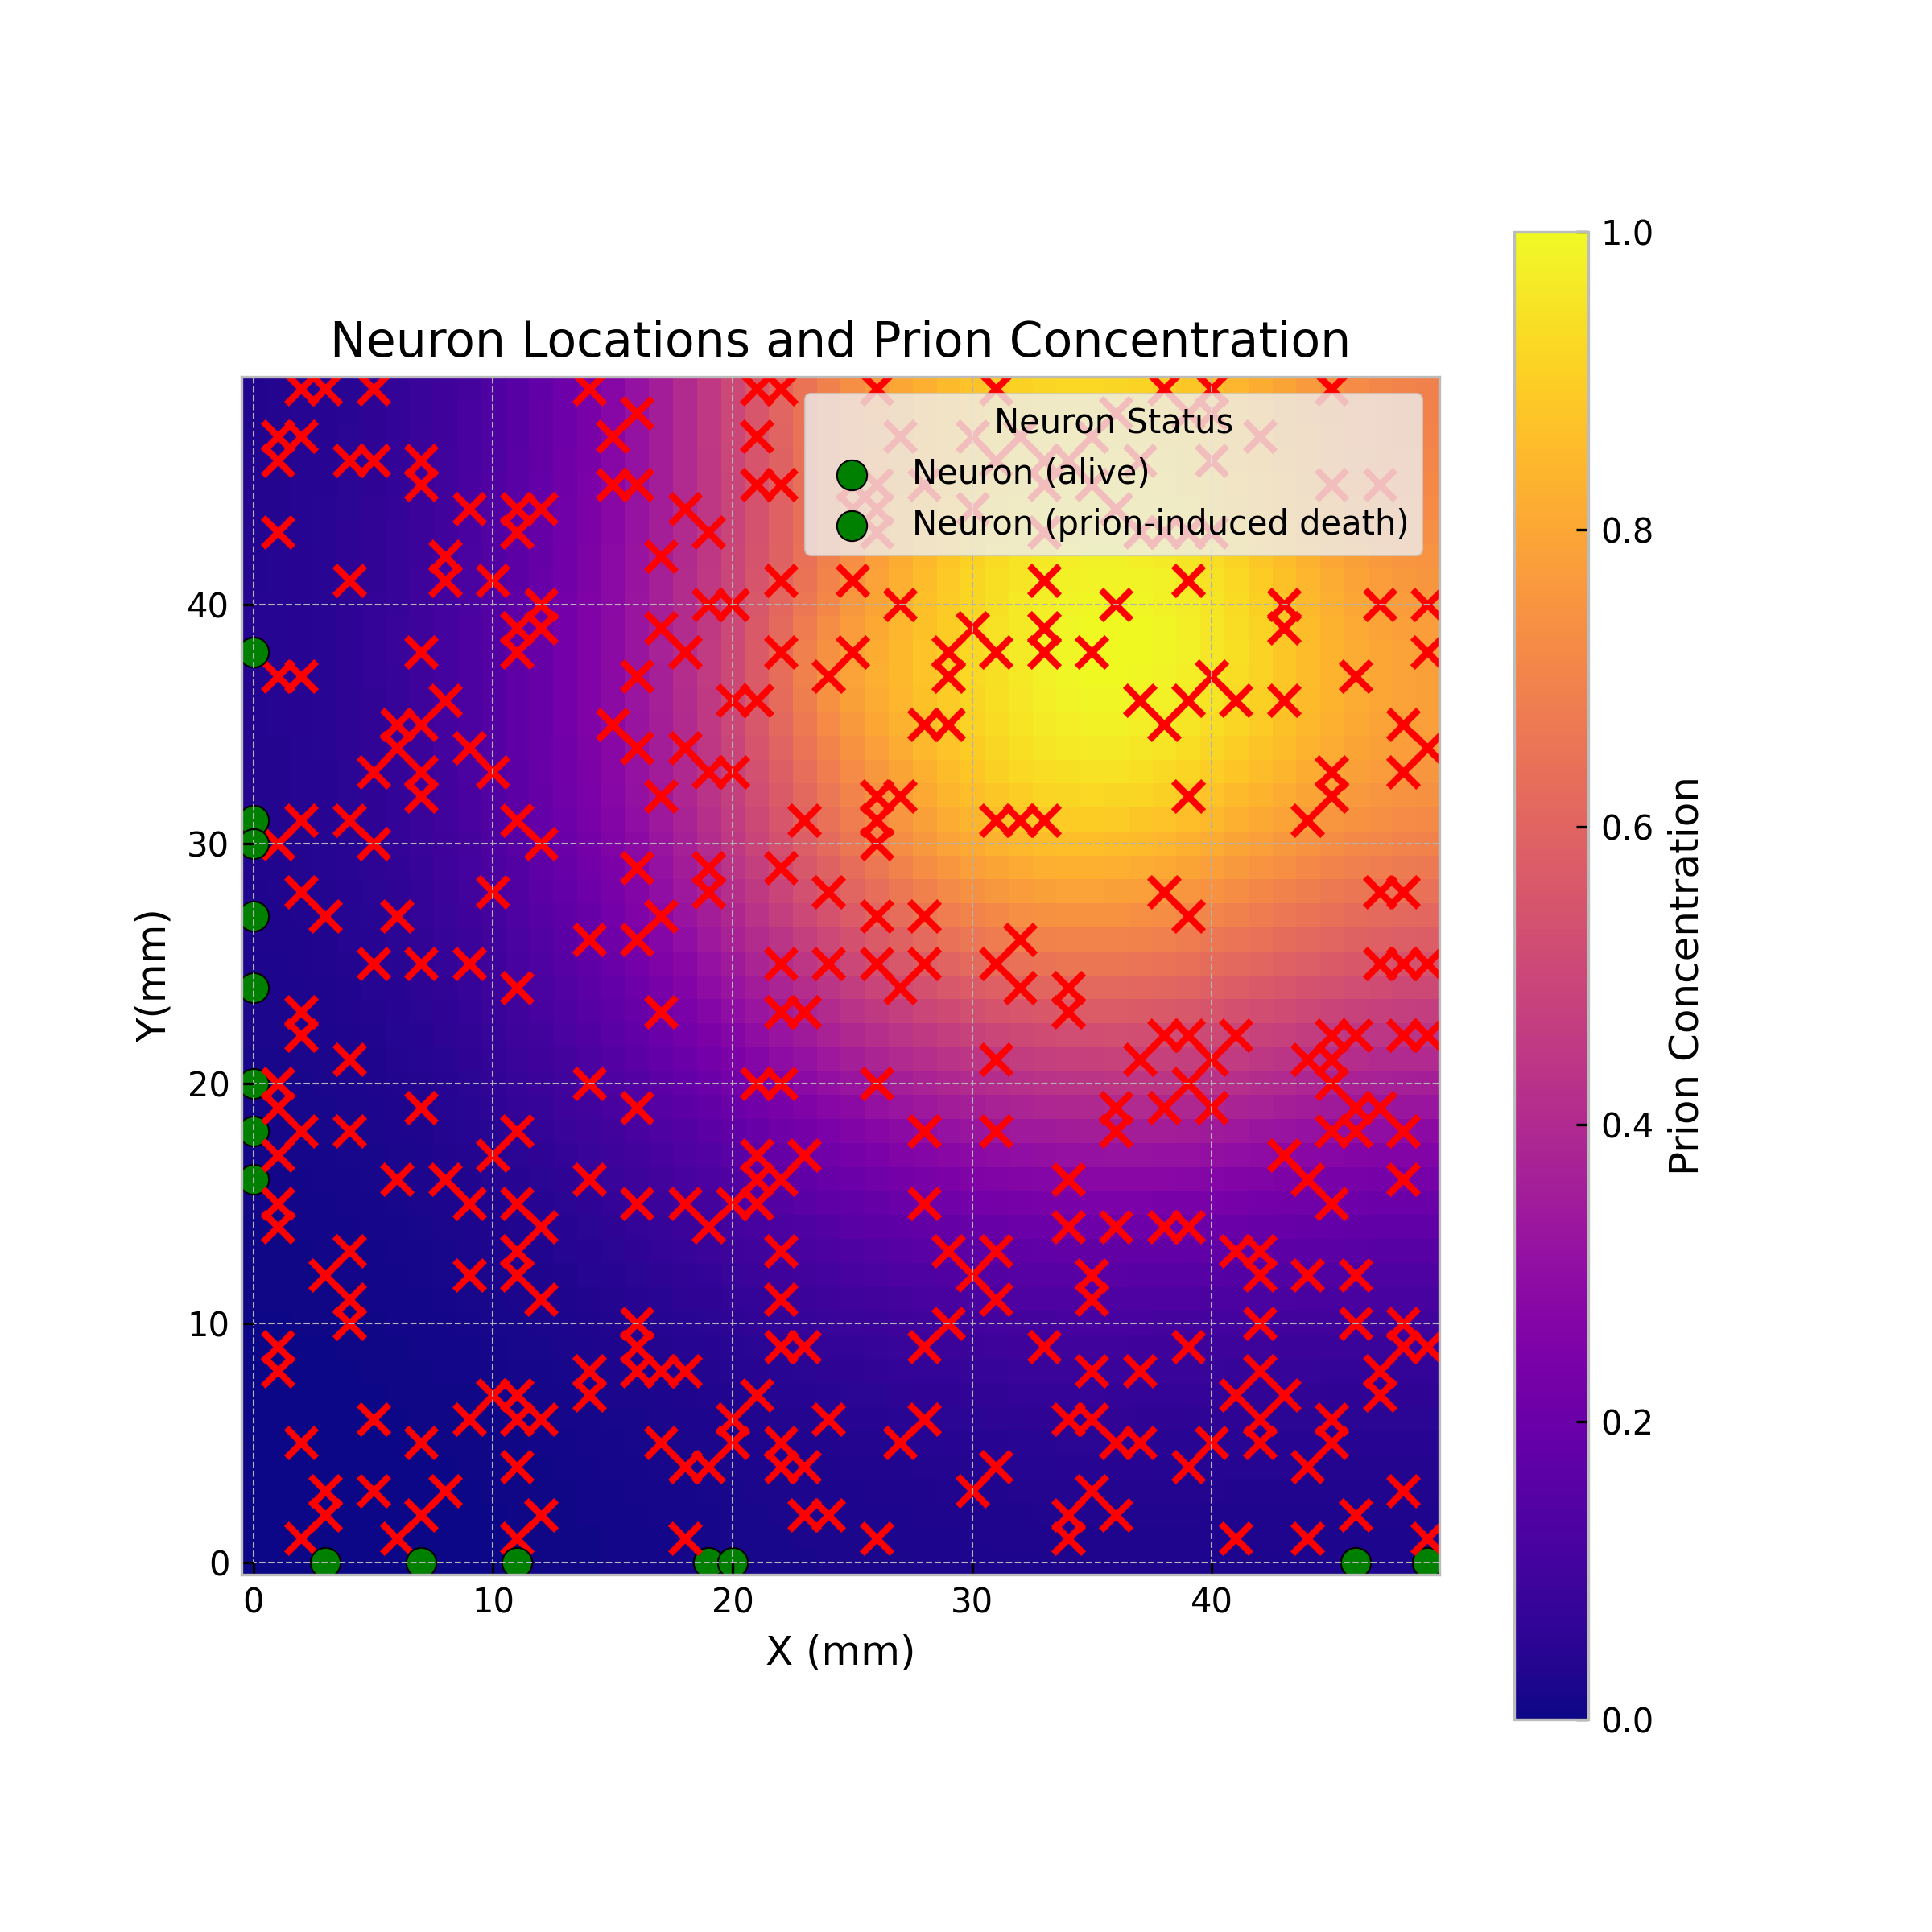 Neuron Locations and Prion Concentration
Neuron Status
Neuron (alive)
Neuron (prion-induced death)
Y(mm)
40
30
20
10
0
0 10 20 30 40
X (mm)
1.0
0.8
0.6
0.4
0.2
0.0
Prion Concentration